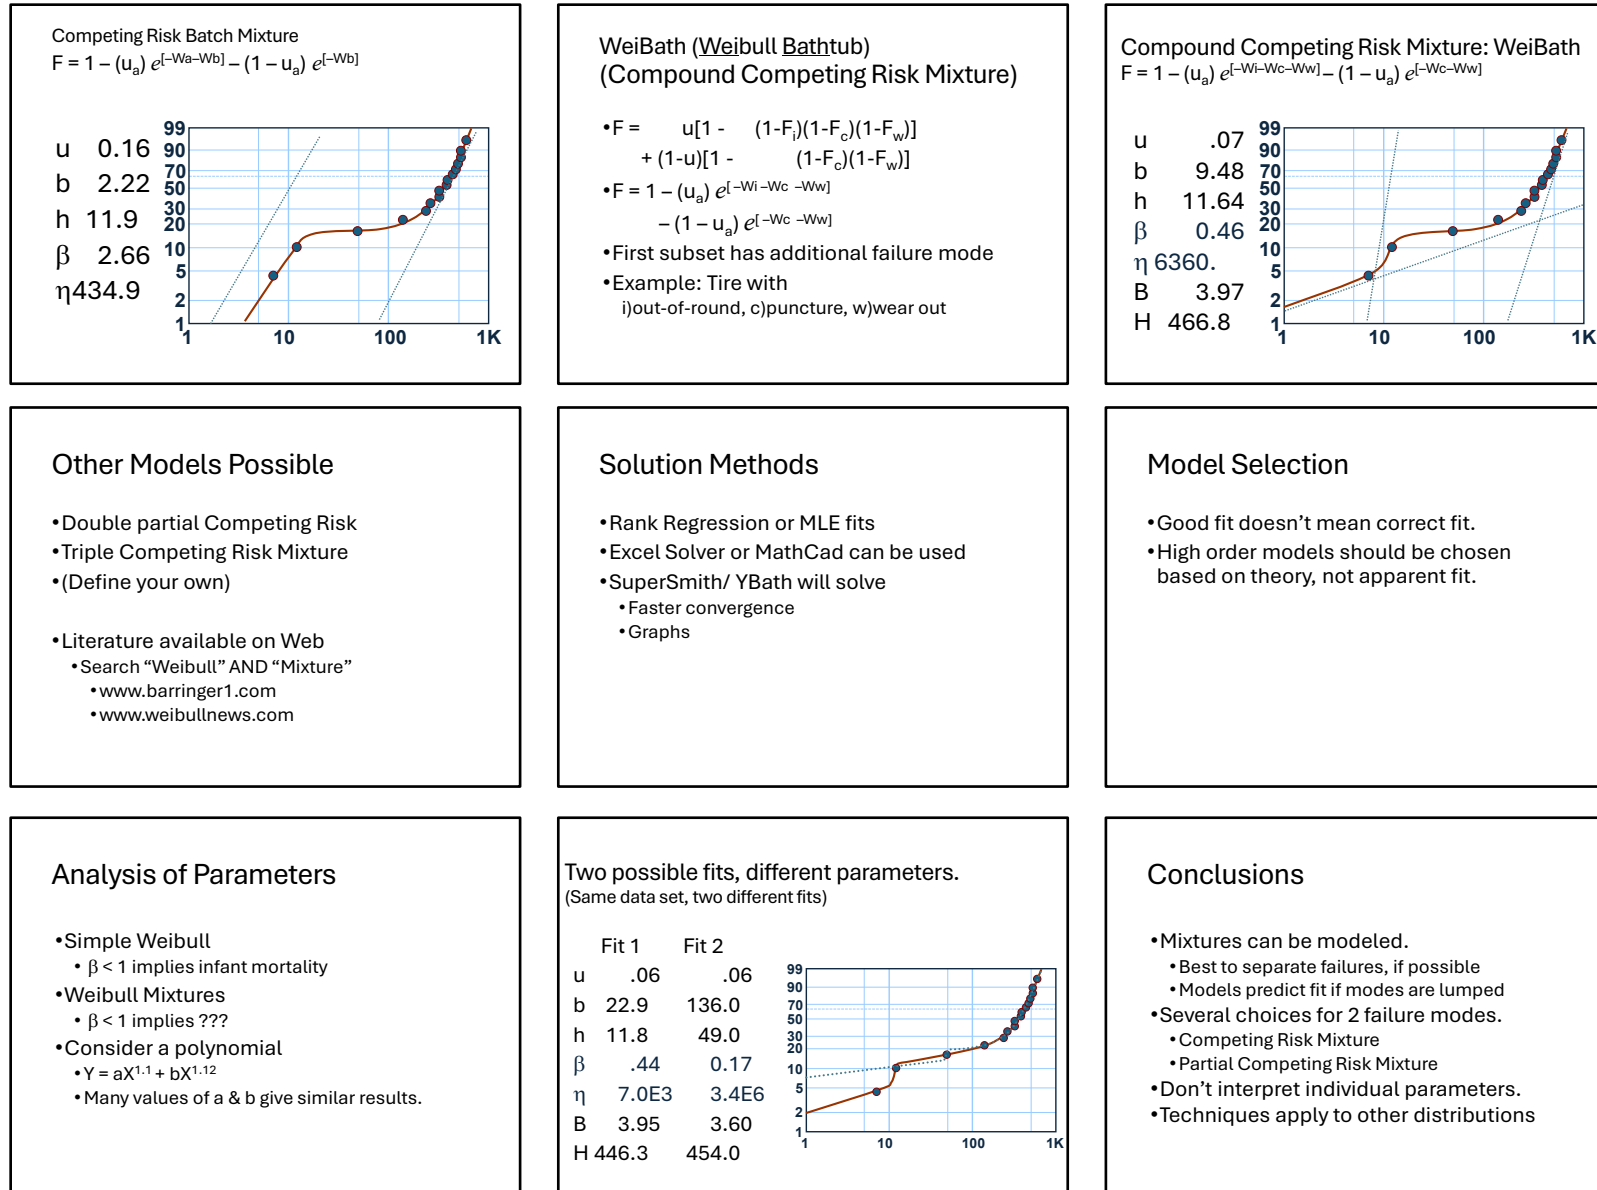 Competing Risk Batch Mixture
F = 1 – (uₐ) e[–Wa–Wb] – (1 – uₐ) e[–Wb]
u 0.16
b 2.22
h 11.9
β 2.66
η434.9
99
90
70
50
30
20
10
5
2
1
1 10 100 1K
WeiBath (Weibull Bathtub)
(Compound Competing Risk Mixture)
•F = u[1 - (1-Fi)(1-Fc)(1-Fw)]
+ (1-u)[1 - (1-Fc)(1-Fw)]
•F = 1 – (uₐ) e[–Wi –Wc –Ww]
– (1 – uₐ) e[–Wc –Ww]
•First subset has additional failure mode
•Example: Tire with
i)out-of-round, c)puncture, w)wear out
Compound Competing Risk Mixture: WeiBath
F = 1 – (uₐ) e[–Wi–Wc–Ww] – (1 – uₐ) e[–Wc–Ww]
u .07
b 9.48
h 11.64
β 0.46
η 6360.
B 3.97
H 466.8
99
90
70
50
30
20
10
5
2
1
1 10 100 1K
Other Models Possible
•Double partial Competing Risk
•Triple Competing Risk Mixture
•(Define your own)
•Literature available on Web
•Search “Weibull” AND “Mixture”
•www.barringer1.com
•www.weibullnews.com
Solution Methods
•Rank Regression or MLE fits
•Excel Solver or MathCad can be used
•SuperSmith/ YBath will solve
•Faster convergence
•Graphs
Model Selection
•Good fit doesn’t mean correct fit.
•High order models should be chosen
based on theory, not apparent fit.
Analysis of Parameters
•Simple Weibull
• β < 1 implies infant mortality
•Weibull Mixtures
• β < 1 implies ???
•Consider a polynomial
•Y = aX¹·¹ + bX¹·¹²
•Many values of a & b give similar results.
Two possible fits, different parameters.
(Same data set, two different fits)
Fit 1 Fit 2
u .06 .06
b 22.9 136.0
h 11.8 49.0
β .44 0.17
η 7.0E3 3.4E6
B 3.95 3.60
H 446.3 454.0
99
90
70
50
30
20
10
5
2
1
1 10 100 1K
Conclusions
•Mixtures can be modeled.
•Best to separate failures, if possible
•Models predict fit if modes are lumped
•Several choices for 2 failure modes.
•Competing Risk Mixture
•Partial Competing Risk Mixture
•Don’t interpret individual parameters.
•Techniques apply to other distributions